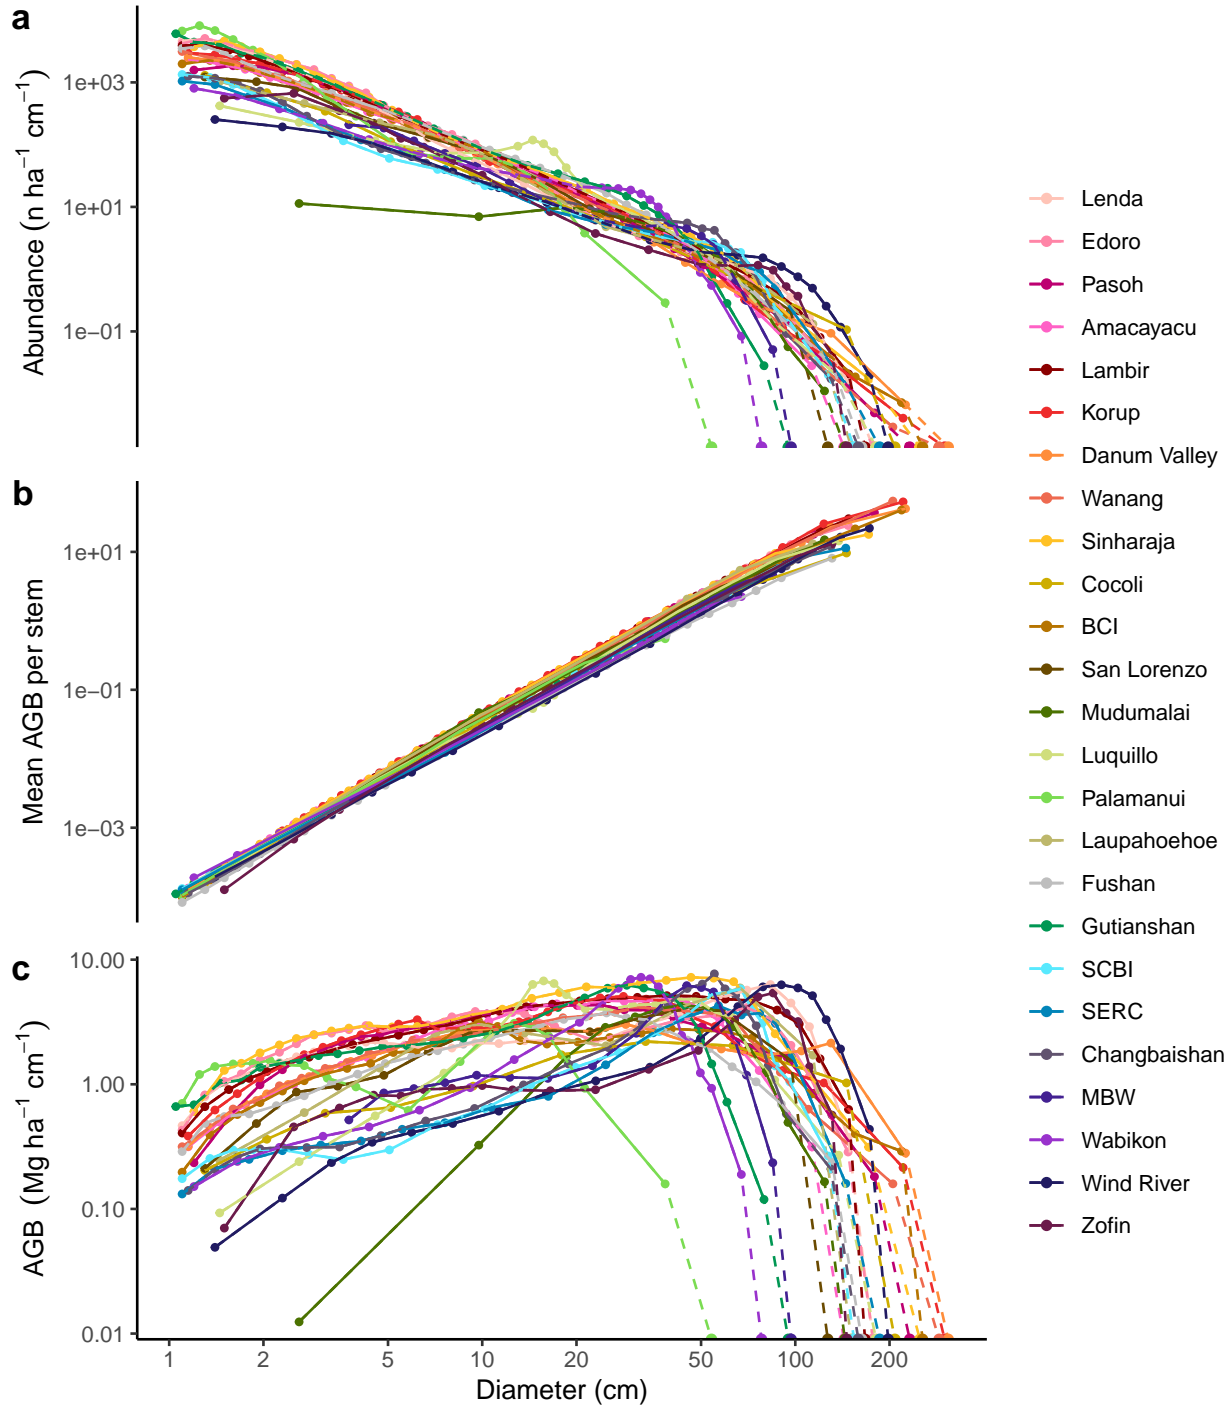 a
1e+03
1e+01
1e−01
Abundance (n ha⁻¹ cm⁻¹)
b
1e+01
1e−01
1e−03
Mean AGB per stem
c
10.00
1.00
0.10
0.01
AGB (Mg ha⁻¹ cm⁻¹)
1 2 5 10 20 50 100 200
Diameter (cm)
Lenda
Edoro
Pasoh
Amacayacu
Lambir
Korup
Danum Valley
Wanang
Sinharaja
Cocoli
BCI
San Lorenzo
Mudumalai
Luquillo
Palamanui
Laupahoehoe
Fushan
Gutianshan
SCBI
SERC
Changbaishan
MBW
Wabikon
Wind River
Zofin